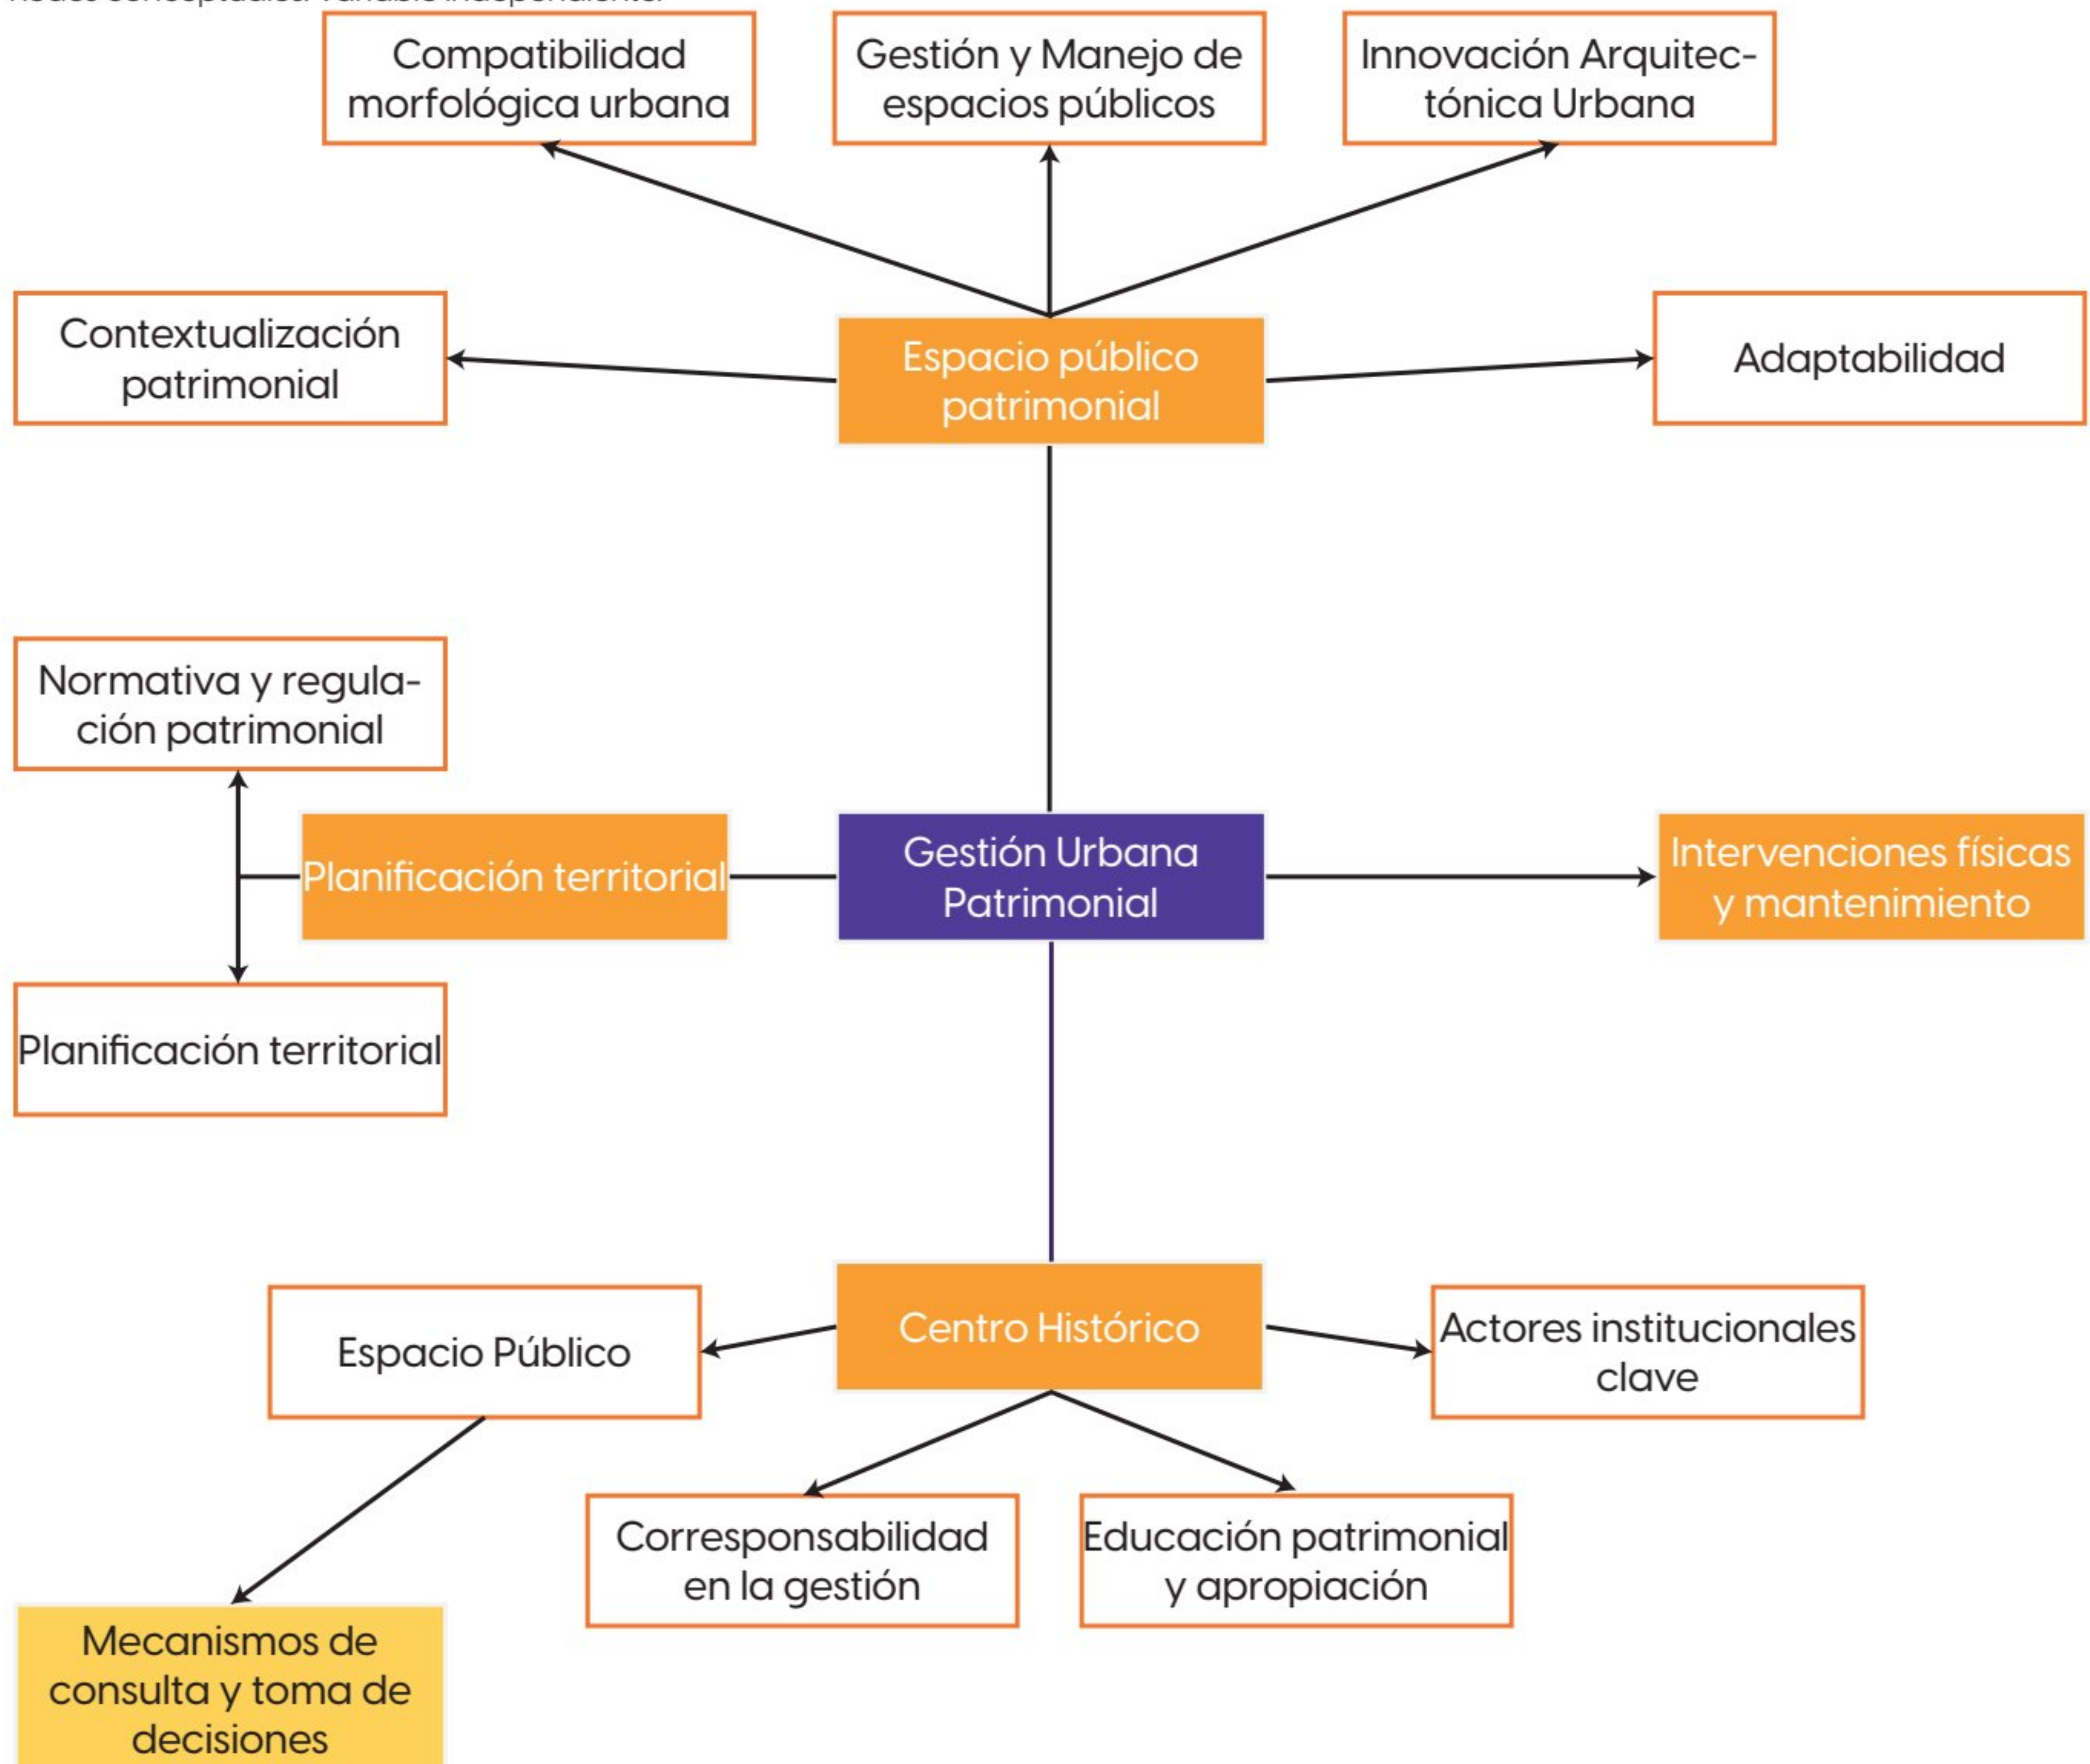 Compatibilidad
morfológica urbana
Gestión y Manejo de
espacios públicos
Innovación Arquitec-
tónica Urbana
Contextualización
patrimonial
Espacio público
patrimonial
Adaptabilidad
Normativa y regula-
ción patrimonial
Planificación territorial
Gestión Urbana
Patrimonial
Intervenciones físicas
y mantenimiento
Planificación territorial
Centro Histórico
Espacio Público
Actores institucionales
clave
Corresponsabilidad
en la gestión
Educación patrimonial
y apropiación
Mecanismos de
consulta y toma de
decisiones